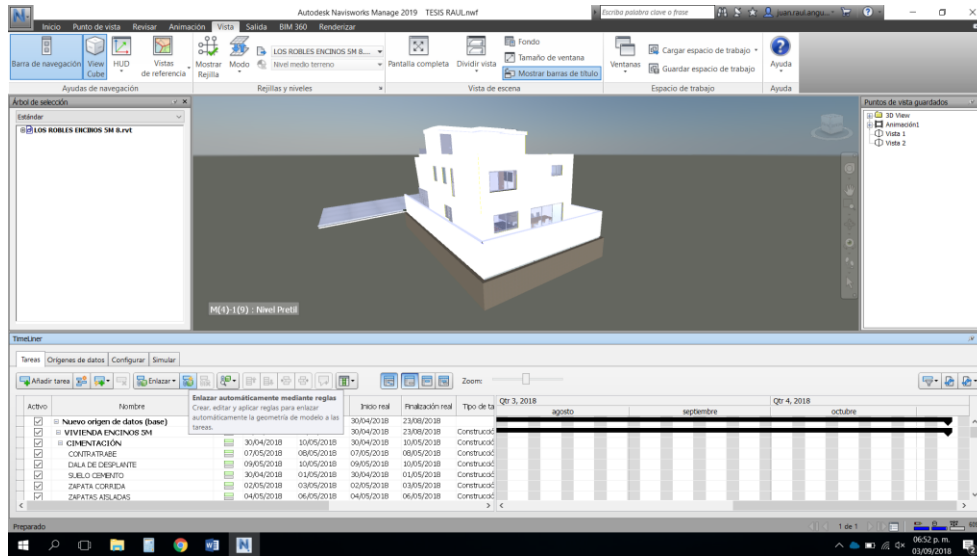 Autodesk Navisworks Manage 2019 TESIS RAUL.nwf
Escriba palabra clave o frase
juan.raul.angu...
Inicio Punto de vista Revisar Animación Vista Salida BIM 360 Renderizar
Barra de navegación
View Cube
HUD
Vistas de referencia
Ayudas de navegación
Mostrar Rejilla
Modo
LOS ROBLES ENCINOS 5M 8....
Nivel medio terreno
Rejillas y niveles
Pantalla completa
Dividir vista
Fondo
Tamaño de ventana
Mostrar barras de título
Vista de escena
Ventanas
Cargar espacio de trabajo
Guardar espacio de trabajo
Espacio de trabajo
Ayuda
Ayuda
Árbol de selección
Estándar
LOS ROBLES ENCINOS 5M 8.rvt
M(4)-1(9) : Nivel Pretil
Puntos de vista guardados
3D View
Animación1
Vista 1
Vista 2
TimeLiner
Tareas Orígenes de datos Configurar Simular
Añadir tarea
Enlazar
Zoom:
Enlazar automáticamente mediante reglas
Crear, editar y aplicar reglas para enlazar
automáticamente la geometría de modelo a las
tareas.
Activo Nombre Inicio real Finalización real Tipo de ta
Qtr 3, 2018 Qtr 4, 2018
agosto septiembre octubre
Nuevo origen de datos (base) 30/04/2018 23/08/2018
VIVIENDA ENCINOS 5M 30/04/2018 23/08/2018 Construcció
CIMENTACIÓN 30/04/2018 10/05/2018 30/04/2018 10/05/2018 Construcció
CONTRATRABE 07/05/2018 08/05/2018 07/05/2018 08/05/2018 Construcció
DALA DE DESPLANTE 09/05/2018 10/05/2018 09/05/2018 10/05/2018 Construcció
SUELO CEMENTO 30/04/2018 01/05/2018 30/04/2018 01/05/2018 Construcció
ZAPATA CORRIDA 02/05/2018 03/05/2018 02/05/2018 03/05/2018 Construcció
ZAPATAS AISLADAS 04/05/2018 06/05/2018 04/05/2018 06/05/2018 Construcció
Preparado
1 de 1
06:52 p. m.
03/09/2018